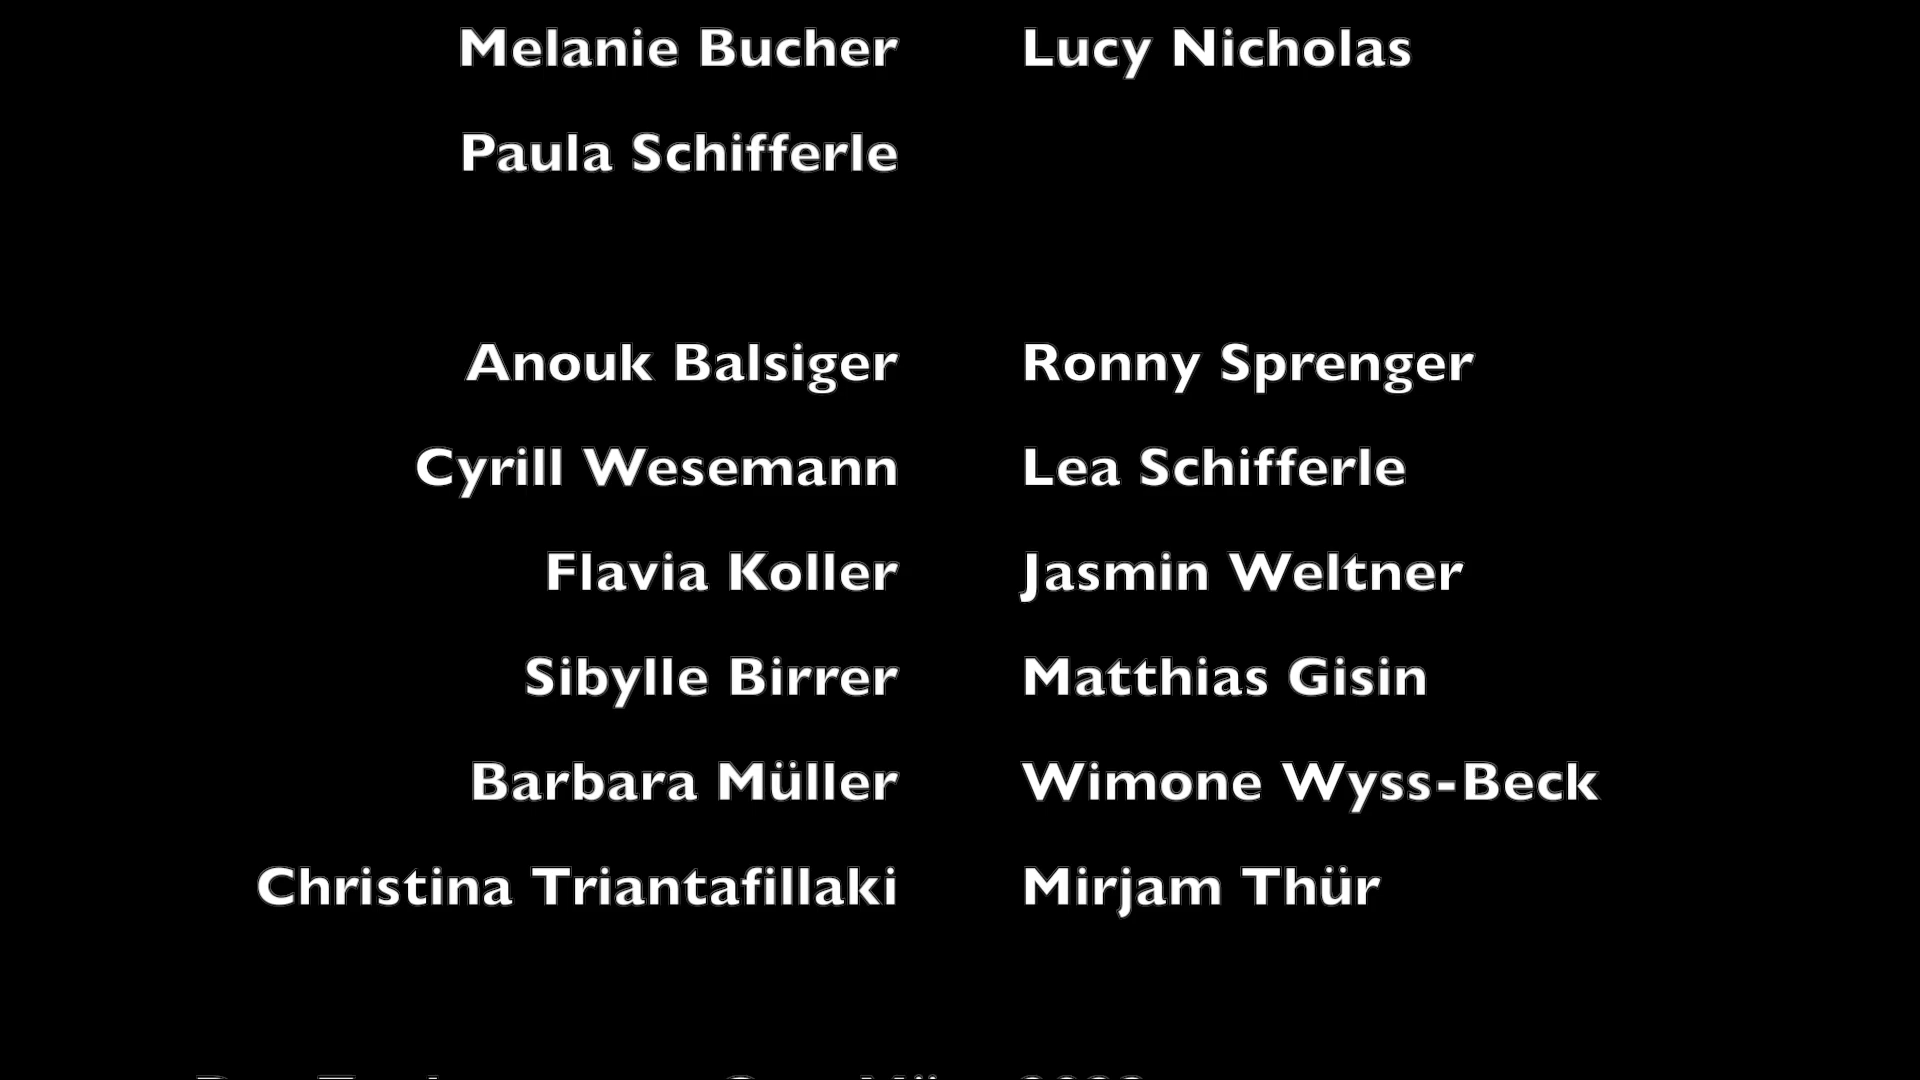 Melanie Bucher Lucy Nicholas
Paula Schifferle
Anouk Balsiger Ronny Sprenger
Cyrill Wesemann Lea Schifferle
Flavia Koller Jasmin Weltner
Sibylle Birrer Matthias Gisin
Barbara Müller Wimone Wyss-Beck
Christina Triantafillaki Mirjam Thür